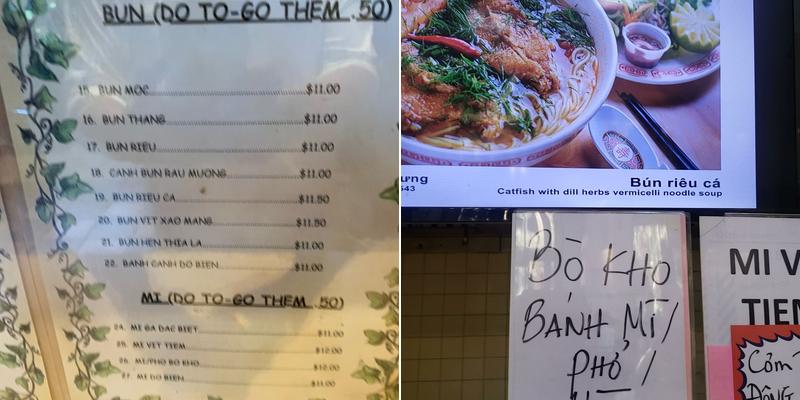 BUN (DO TO-GO THEM .50)
15. BUN MOC $11.00
16. BUN THANG $11.00
17. BUN RIEU $11.00
18. CANH BUN RAU MUONG $11.00
19. BUN RIEU CA $11.50
20. BUN VIT XAO MANG $11.50
21. BUN HEN THIA LA $11.00
22. BANH CANH DO BIEN $11.00
MI (DO TO-GO THEM .50)
24. MI GA DAC BIET $11.00
25. MI VIT TIEM $12.00
26. MI/PHO BO KHO $12.00
27. MI DO BIEN $11.00
ưng
543
Bún riêu cá
Catfish with dill herbs vermicelli noodle soup
BÒ KHO
BÁNH MÌ/
PHỞ /
MI V
TIEM
Cơm